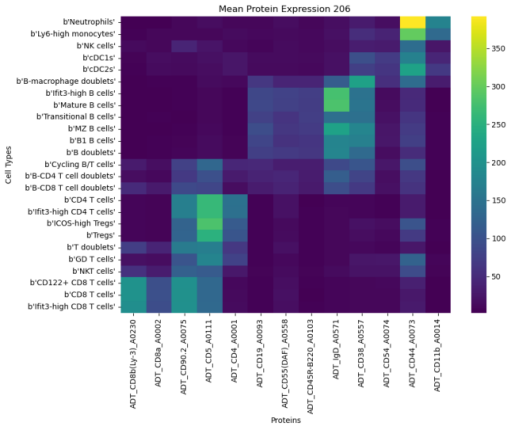 Mean Protein Expression 206
b'Neutrophils'
b'Ly6-high monocytes'
b'NK cells'
b'cDC1s'
b'cDC2s'
b'B-macrophage doublets'
b'Ifit3-high B cells'
b'Mature B cells'
b'Transitional B cells'
b'MZ B cells'
b'B1 B cells'
b'B doublets'
b'Cycling B/T cells'
b'B-CD4 T cell doublets'
b'B-CD8 T cell doublets'
b'CD4 T cells'
b'Ifit3-high CD4 T cells'
b'ICOS-high Tregs'
b'Tregs'
b'T doublets'
b'GD T cells'
b'NKT cells'
b'CD122+ CD8 T cells'
b'CD8 T cells'
b'Ifit3-high CD8 T cells'
Cell Types
ADT_CD8b(Ly-3)_A0230
ADT_CD8a_A0002
ADT_CD90.2_A0075
ADT_CD5_A0111
ADT_CD4_A0001
ADT_CD19_A0093
ADT_CD55(DAF)_A0558
ADT_CD45R-B220_A0103
ADT_IgD_A0571
ADT_CD38_A0557
ADT_CD54_A0074
ADT_CD44_A0073
ADT_CD11b_A0014
Proteins
350
300
250
200
150
100
50